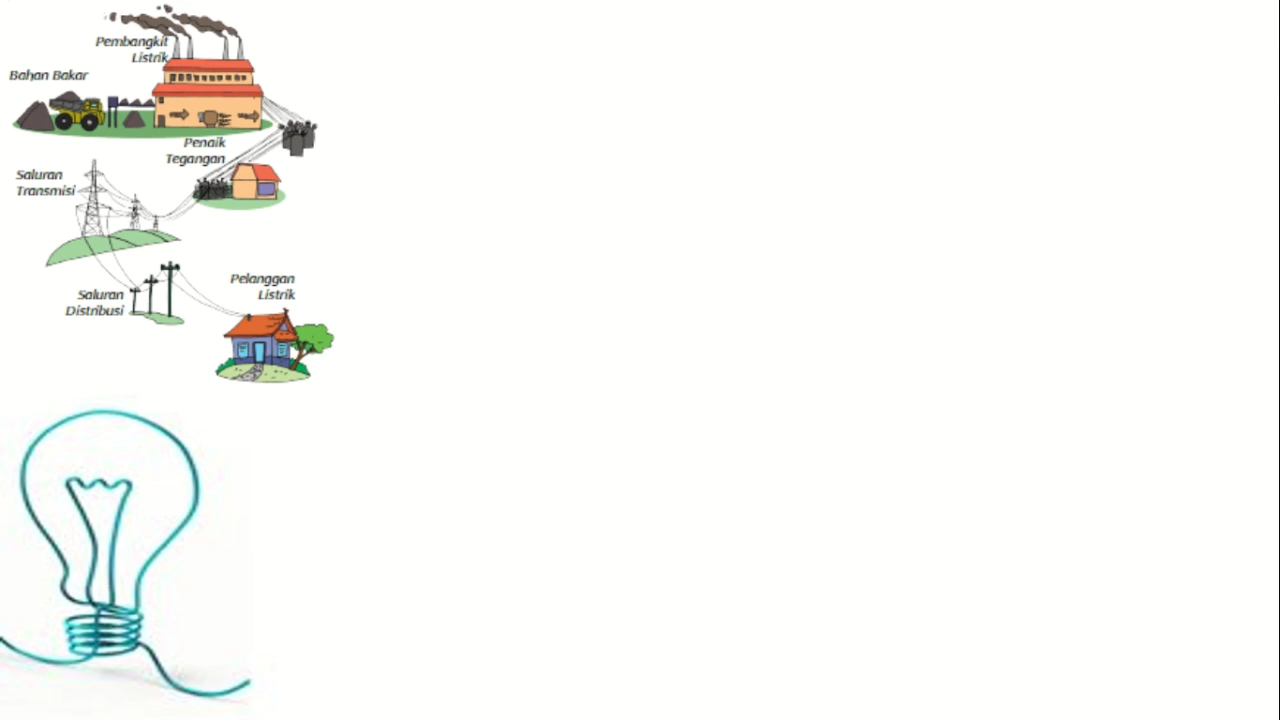 Pembangkit
Listrik
Bahan Bakar
Penaik
Tegangan
Saluran
Transmisi
Pelanggan
Listrik
Saluran
Distribusi